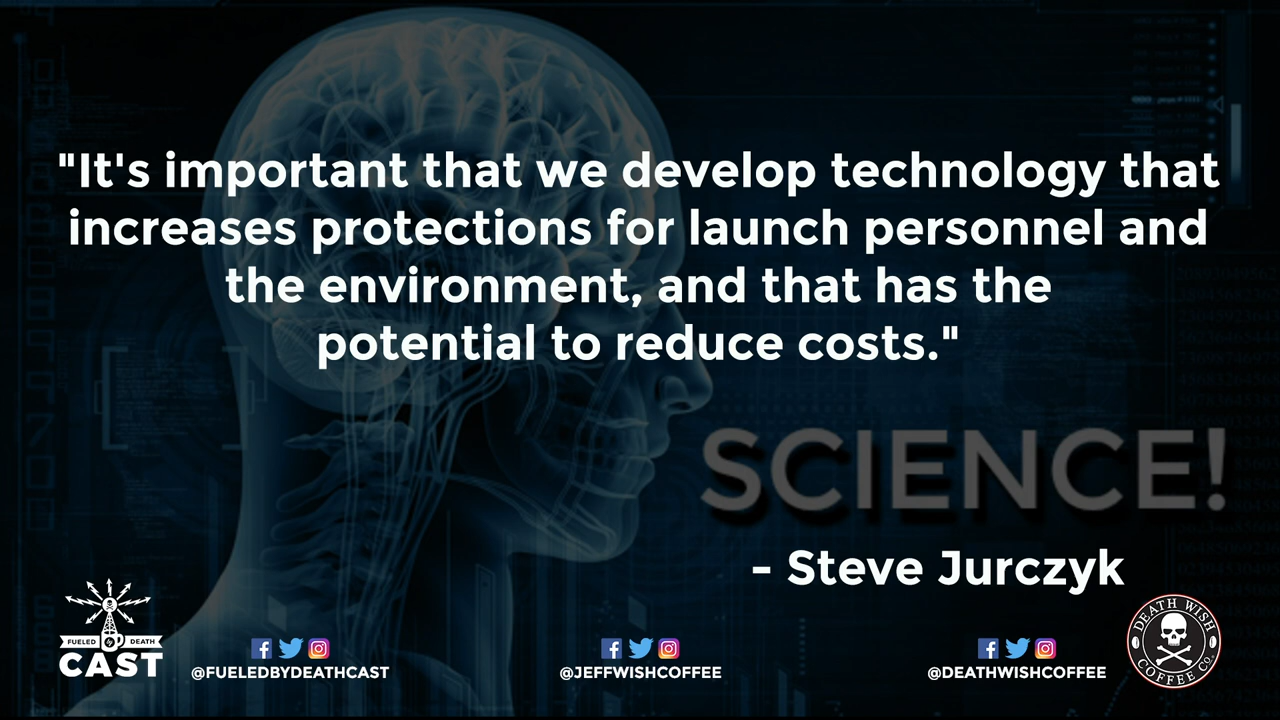 "It's important that we develop technology that
increases protections for launch personnel and
the environment, and that has the
potential to reduce costs."
SCIENCE!
- Steve Jurczyk
FUELED DEATH
CAST
@FUELEDBYDEATHCAST
@JEFFWISHCOFFEE
@DEATHWISHCOFFEE
DEATH WISH
COFFEE Co.